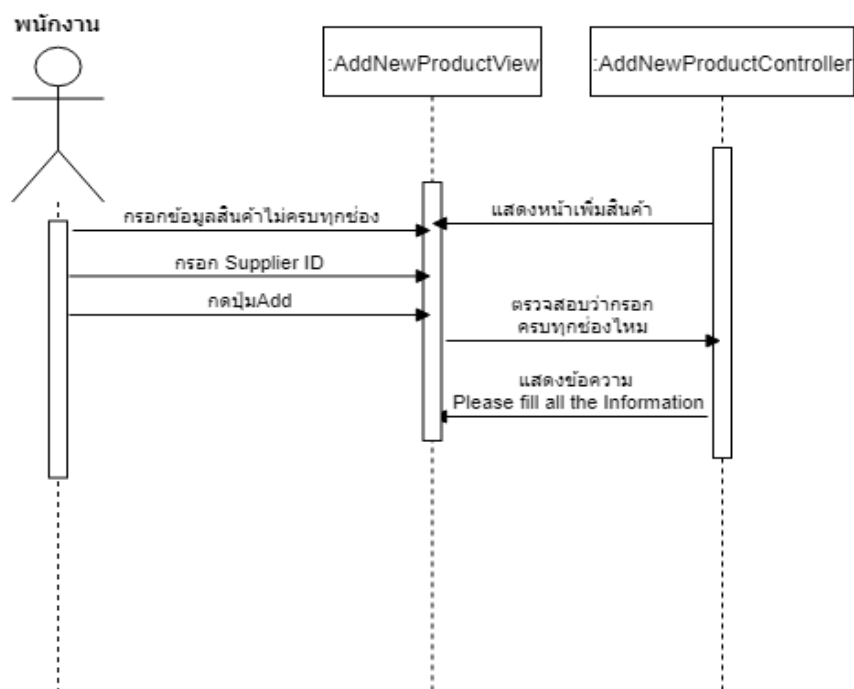 พนักงาน
:AddNewProductView
:AddNewProductController
กรอกข้อมูลสินค้าไม่ครบทุกช่อง
แสดงหน้าเพิ่มสินค้า
กรอก Supplier ID
กดปุ่มAdd
ตรวจสอบว่ากรอก
ครบทุกช่องไหม
แสดงข้อความ
Please fill all the Information